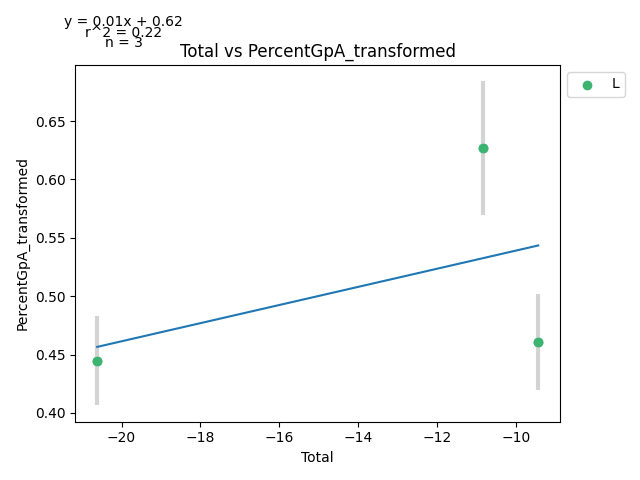 y = 0.01x + 0.62
r^2 = 0.22
n = 3
Total vs PercentGpA_transformed
L
PercentGpA_transformed
0.65
0.60
0.55
0.50
0.45
0.40
−20 −18 −16 −14 −12 −10
Total